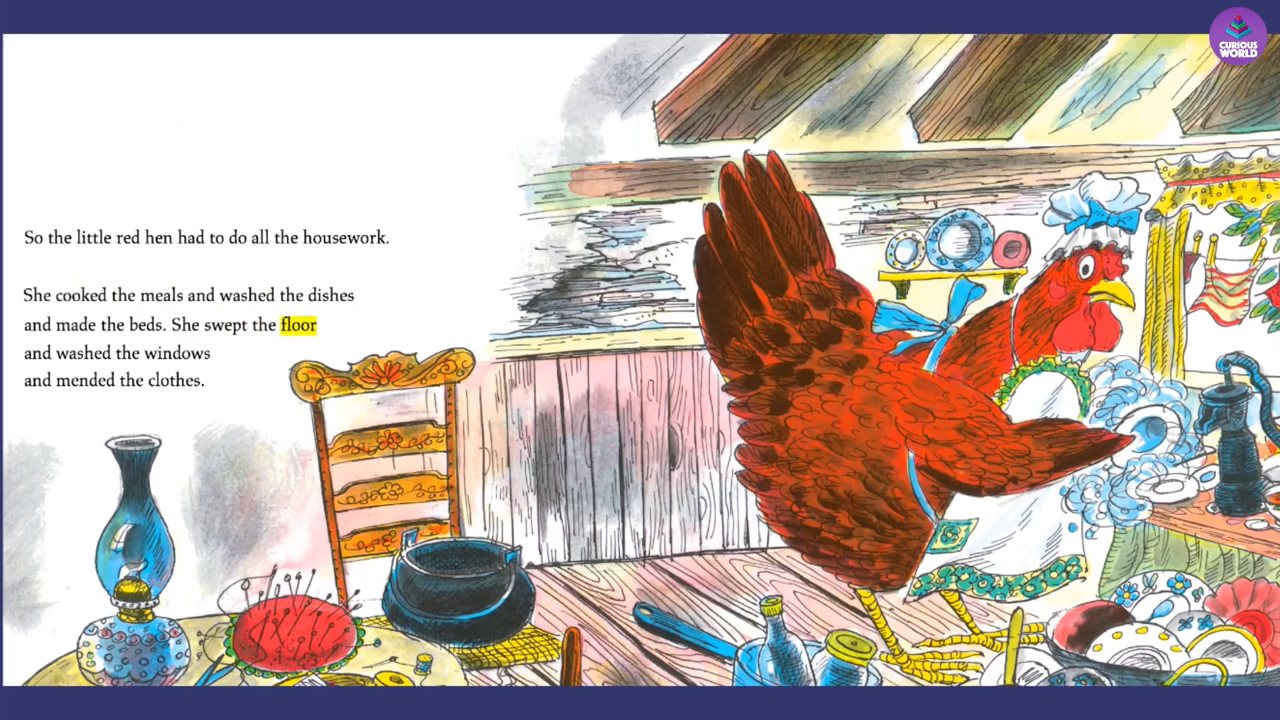 CURIOUS
WORLD
So the little red hen had to do all the housework.
She cooked the meals and washed the dishes
and made the beds. She swept the floor
and washed the windows
and mended the clothes.